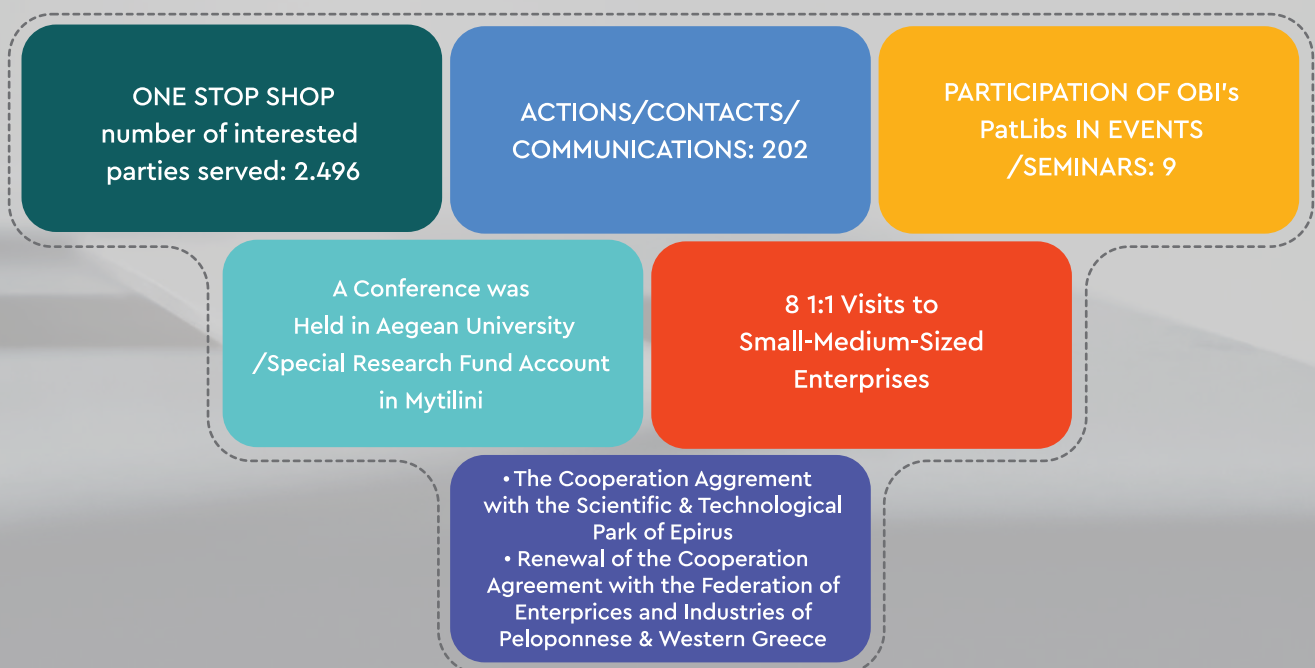 ONE STOP SHOP
number of interested
parties served: 2.496
ACTIONS/CONTACTS/
COMMUNICATIONS: 202
PARTICIPATION OF OBI's
PatLibs IN EVENTS
/SEMINARS: 9
A Conference was
Held in Aegean University
/Special Research Fund Account
in Mytilini
8 1:1 Visits to
Small-Medium-Sized
Enterprises
• The Cooperation Aggrement
with the Scientific & Technological
Park of Epirus
• Renewal of the Cooperation
Agreement with the Federation of
Enterprices and Industries of
Peloponnese & Western Greece